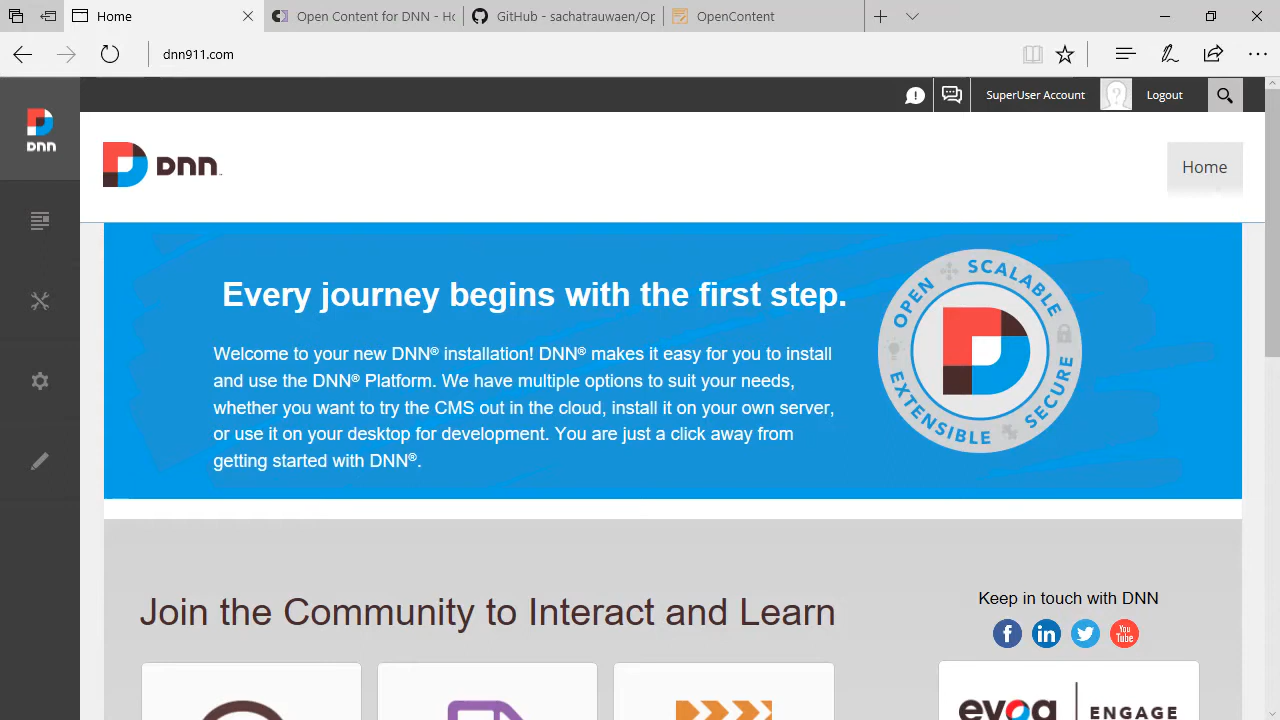 Home
Open Content for DNN - Ho
GitHub - sachatrauwaen/Op
OpenContent
dnn911.com
SuperUser Account
Logout
DNN
DNN
Home
Every journey begins with the first step.
Welcome to your new DNN® installation! DNN® makes it easy for you to install
and use the DNN® Platform. We have multiple options to suit your needs,
whether you want to try the CMS out in the cloud, install it on your own server,
or use it on your desktop for development. You are just a click away from
getting started with DNN®.
OPEN
SCALABLE
EXTENSIBLE
SECURE
Join the Community to Interact and Learn
Keep in touch with DNN
f
in
You
Tube
evoq
ENGAGE